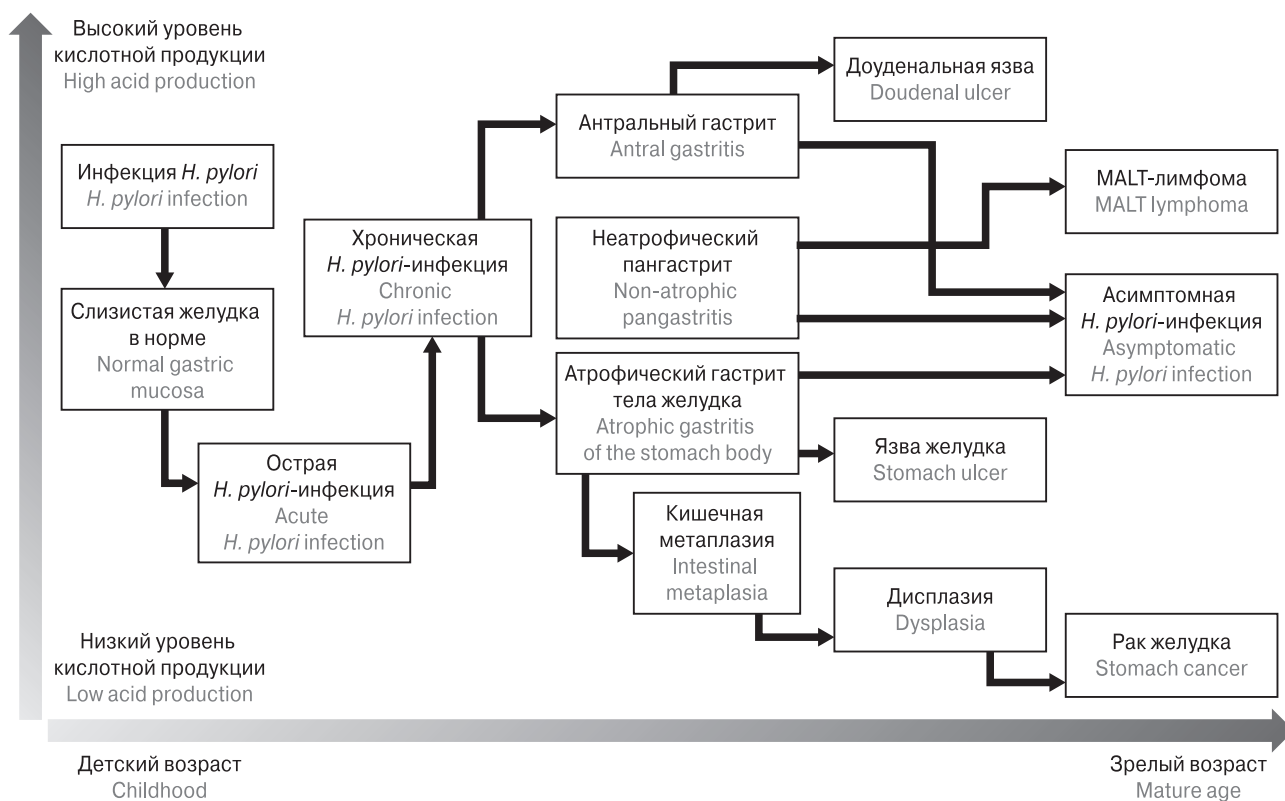 Высокий уровень
кислотной продукции
High acid production
Инфекция H. pylori
H. pylori infection
Слизистая желудка
в норме
Normal gastric
mucosa
Острая
H. pylori-инфекция
Acute
H. pylori infection
Хроническая
H. pylori-инфекция
Chronic
H. pylori infection
Антральный гастрит
Antral gastritis
Неатрофический
пангастрит
Non-atrophic
pangastritis
Атрофический гастрит
тела желудка
Atrophic gastritis
of the stomach body
Кишечная
метаплазия
Intestinal
metaplasia
Доуденальная язва
Doudenal ulcer
Язва желудка
Stomach ulcer
Дисплазия
Dysplasia
MALT-лимфома
MALT lymphoma
Асимптомная
H. pylori-инфекция
Asymptomatic
H. pylori infection
Рак желудка
Stomach cancer
Низкий уровень
кислотной продукции
Low acid production
Детский возраст
Childhood
Зрелый возраст
Mature age